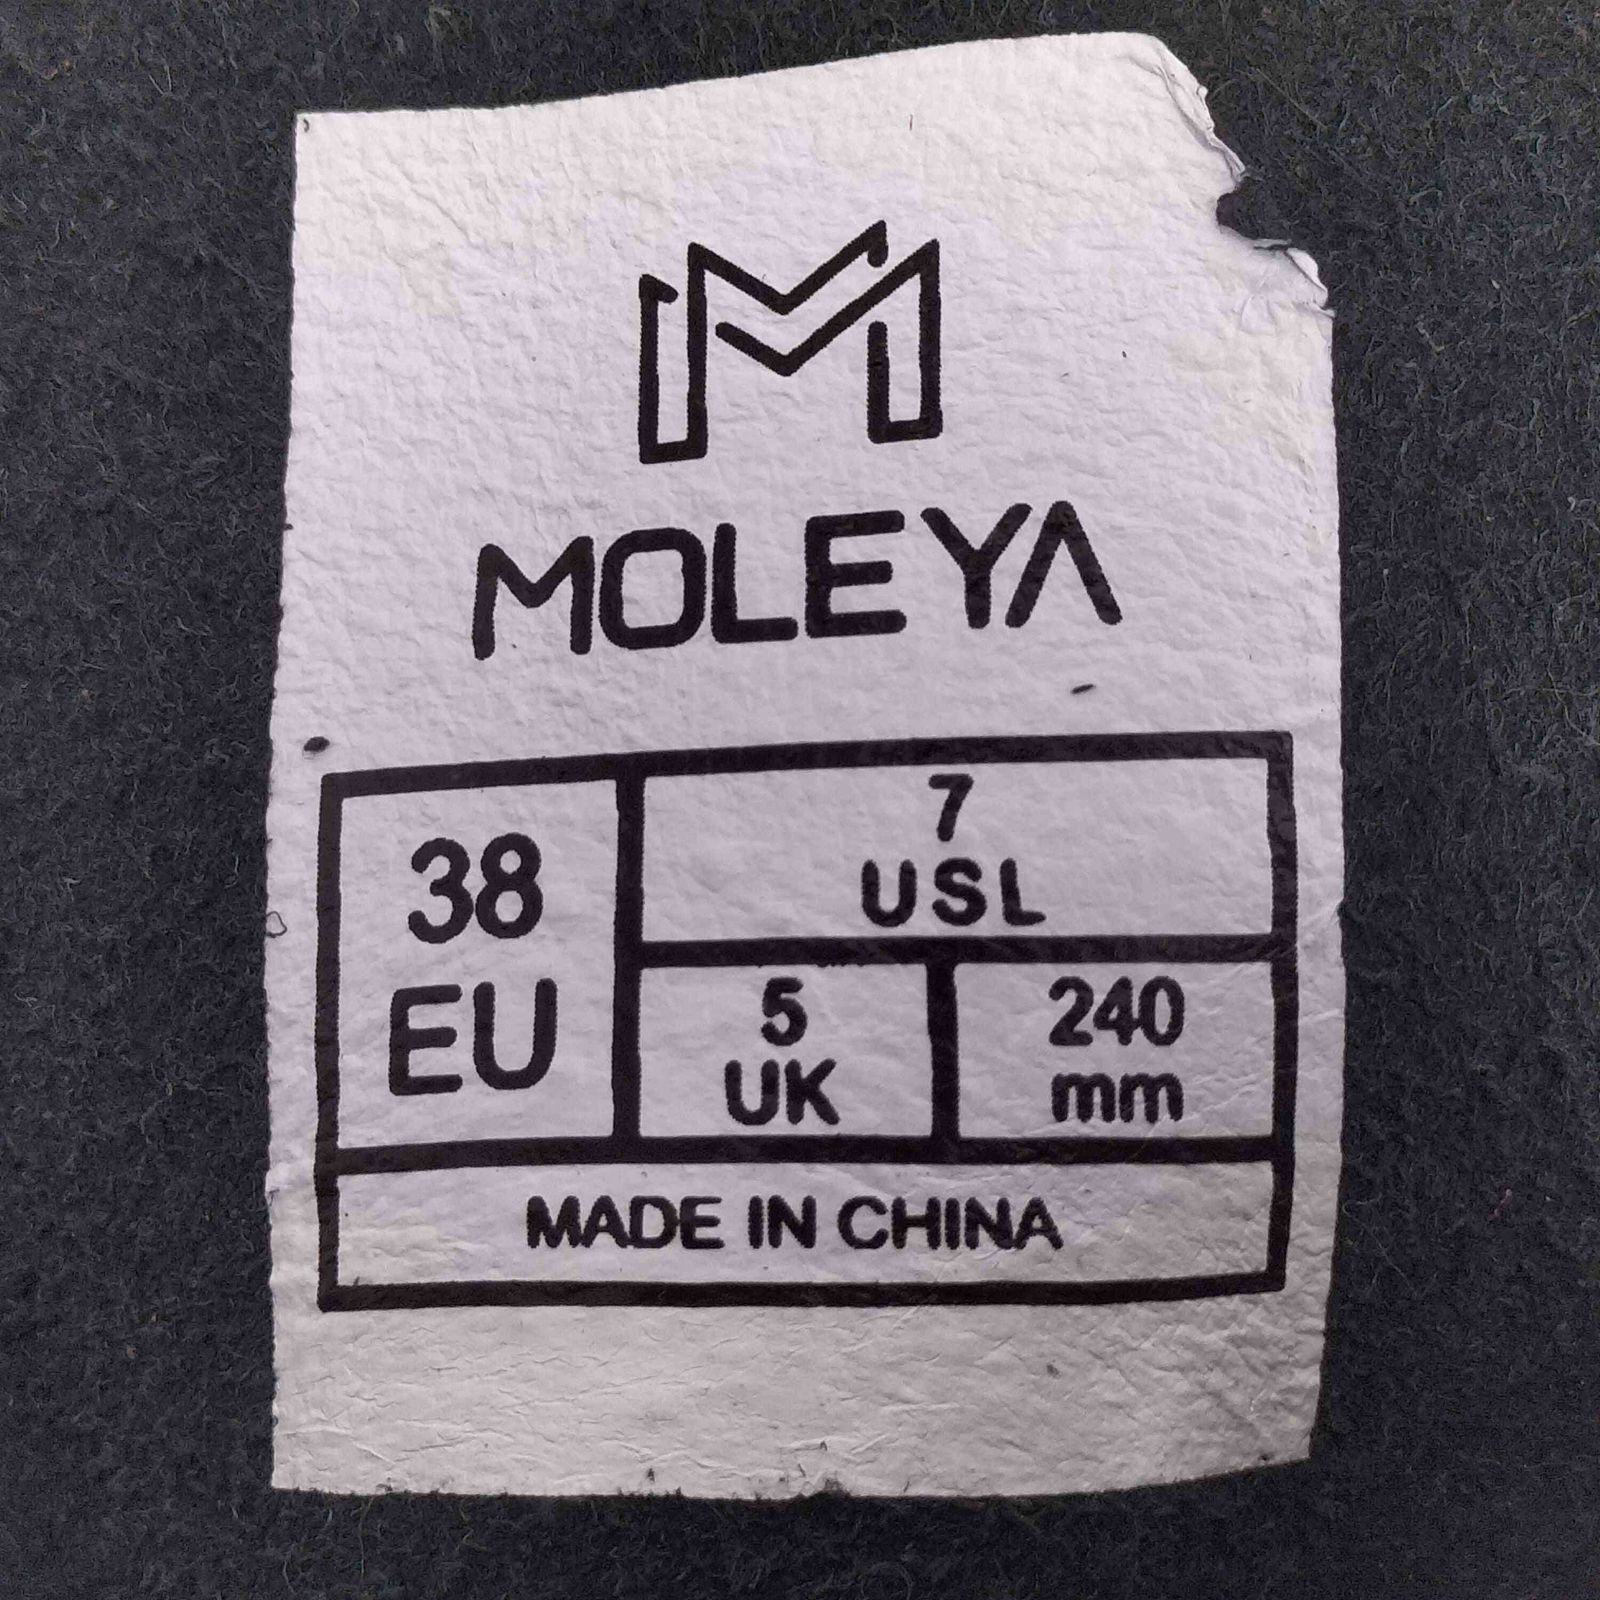 M
MOLEYA
38
EU
7
USL
5
UK
240
mm
MADE IN CHINA